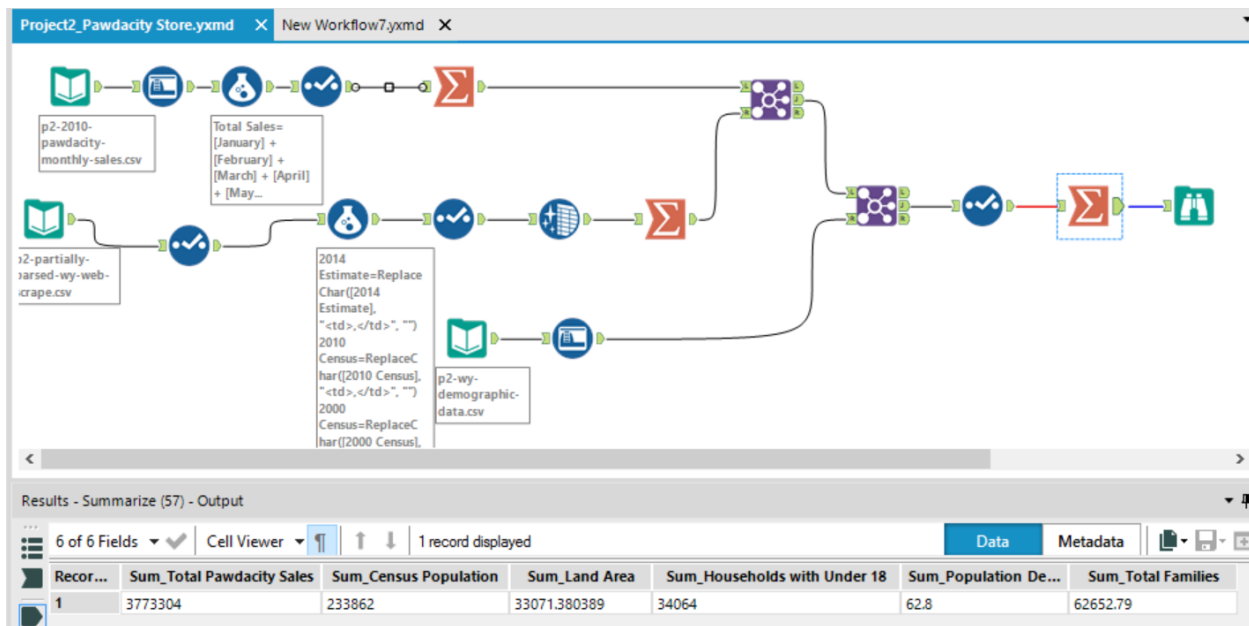 Project2_Pawdacity Store.yxmd X New Workflow7.yxmd X
p2-2010-
pawdacity-
monthly-sales.csv
Total Sales=
[January] +
[February] +
[March] + [April]
+ [May...
p2-partially-
parsed-wy-web-
scrape.csv
2014
Estimate=Replace
Char([2014
Estimate],
"<td>,</td>", "")
2010
Census=ReplaceC
har([2010 Census],
"<td>,</td>", "")
2000
Census=ReplaceC
har([2000 Census],
p2-wy-
demographic-
data.csv
Results - Summarize (57) - Output
6 of 6 Fields Cell Viewer ¶ 1 record displayed Data Metadata
Recor... Sum_Total Pawdacity Sales Sum_Census Population Sum_Land Area Sum_Households with Under 18 Sum_Population De... Sum_Total Families
1 3773304 233862 33071.380389 34064 62.8 62652.79